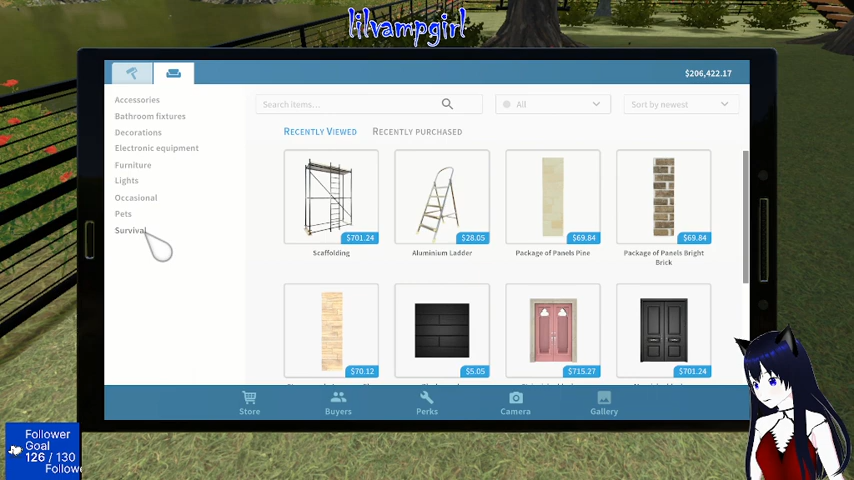 lilvampgirl
$206,422.17
Accessories
Bathroom fixtures
Decorations
Electronic equipment
Furniture
Lights
Occasional
Pets
Survival
Search items...
All
Sort by newest
RECENTLY VIEWED
RECENTLY PURCHASED
$701.24
$28.05
$69.84
$69.84
Scaffolding
Aluminium Ladder
Package of Panels Pine
Package of Panels Bright
Brick
$70.12
$5.05
$715.27
$701.24
Store
Buyers
Perks
Camera
Gallery
Follower
Goal
126 / 130
Followe